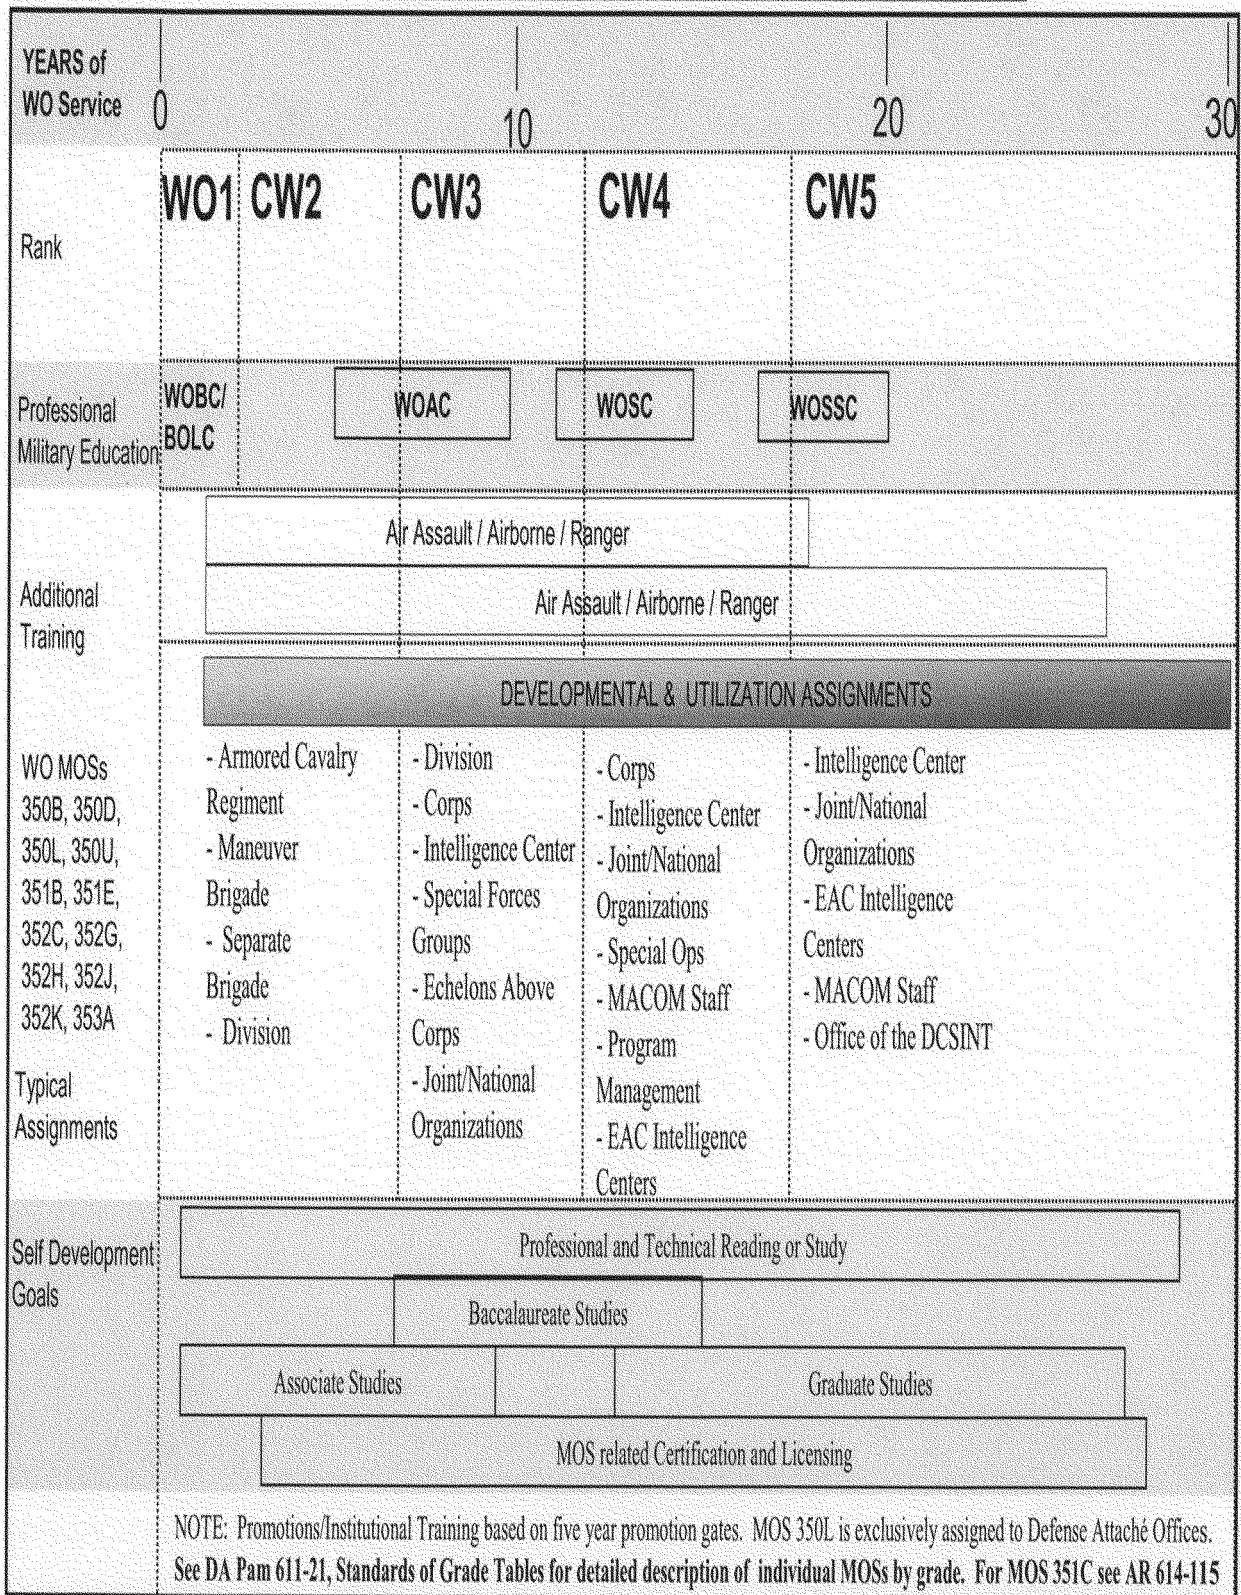 YEARS of
WO Service
0
10
20
30
Rank
WO1
CW2
CW3
CW4
CW5
Professional
Military Education
WOBC/
BOLC
WOAC
WOSC
WOSSC
Additional
Training
Air Assault / Airborne / Ranger
Air Assault / Airborne / Ranger
DEVELOPMENTAL & UTILIZATION ASSIGNMENTS
WO MOSs
350B, 350D,
350L, 350U,
351B, 351E,
352C, 352G,
352H, 352J,
352K, 353A
Typical
Assignments
- Armored Cavalry
Regiment
- Maneuver
Brigade
- Separate
Brigade
- Division
- Division
- Corps
- Intelligence Center
- Special Forces
Groups
- Echelons Above
Corps
- Joint/National
Organizations
- Corps
- Intelligence Center
- Joint/National
Organizations
- Special Ops
- MACOM Staff
- Program
Management
- EAC Intelligence
Centers
- Intelligence Center
- Joint/National
Organizations
- EAC Intelligence
Centers
- MACOM Staff
- Office of the DCSINT
Self Development
Goals
Professional and Technical Reading or Study
Baccalaureate Studies
Associate Studies
Graduate Studies
MOS related Certification and Licensing
NOTE: Promotions/Institutional Training based on five year promotion gates. MOS 350L is exclusively assigned to Defense Attaché Offices.
See DA Pam 611-21, Standards of Grade Tables for detailed description of individual MOSs by grade. For MOS 351C see AR 614-115